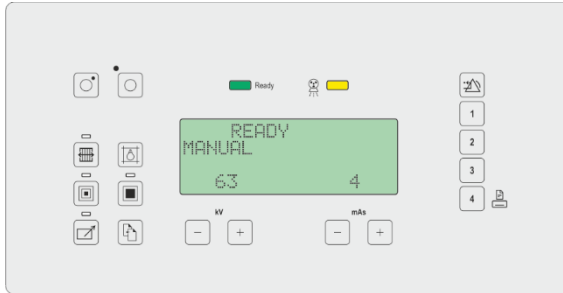 Ready
READY
MANUAL
63 4
kV mAs
- + - +
1
2
3
4